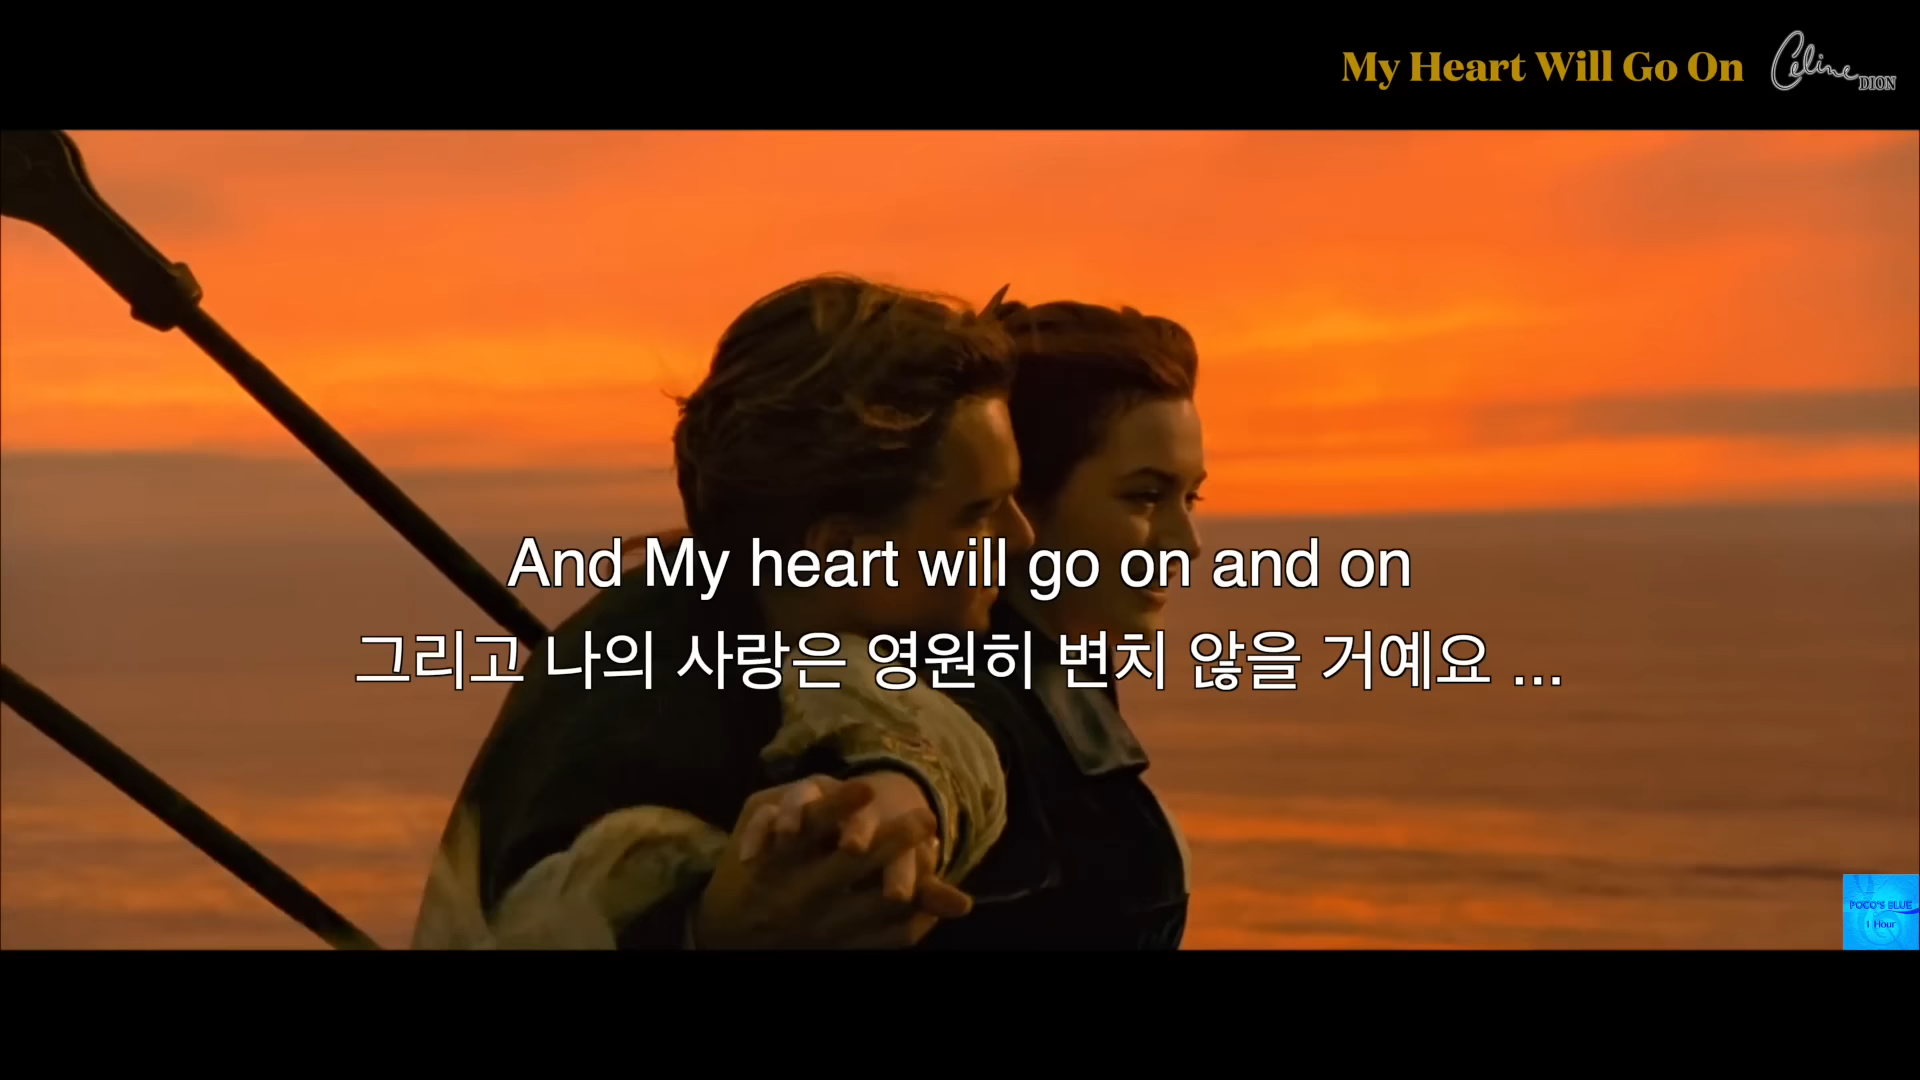 My Heart Will Go On
Celine DION
And My heart will go on and on
그리고 나의 사랑은 영원히 변치 않을 거예요 ...
POCO'S BLUE
1 Hour